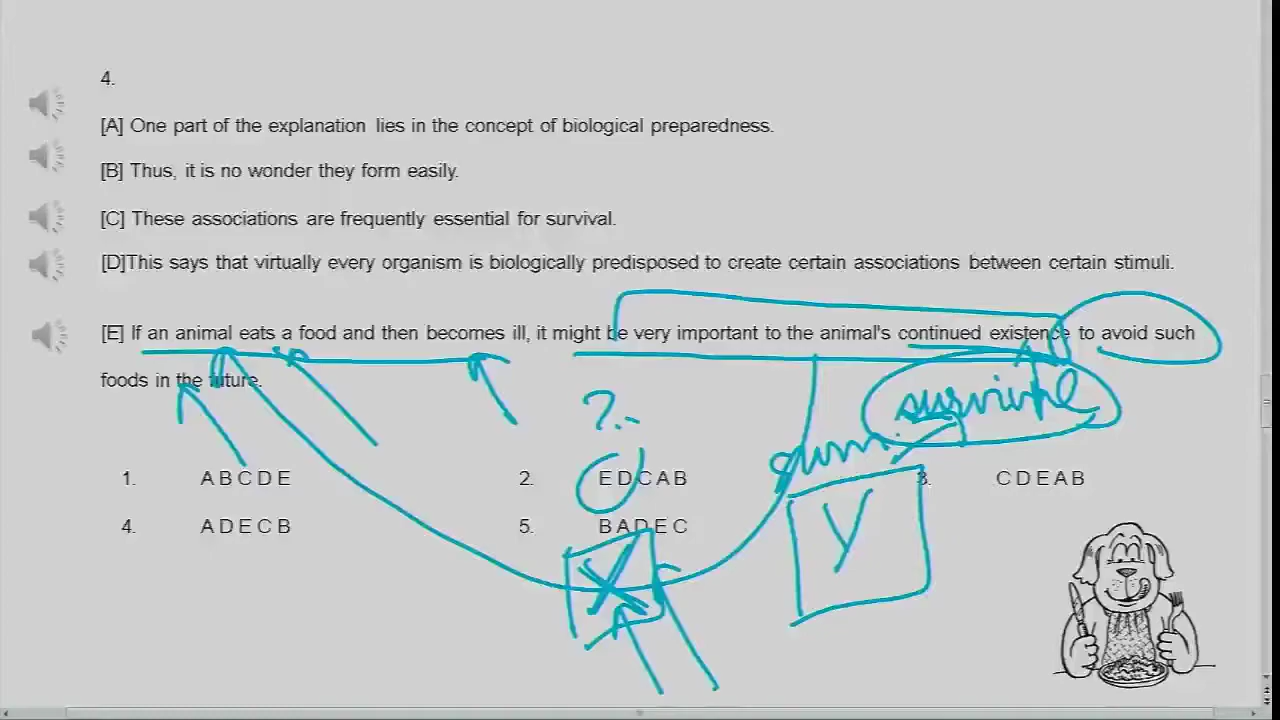 4.
[A] One part of the explanation lies in the concept of biological preparedness.
[B] Thus, it is no wonder they form easily.
[C] These associations are frequently essential for survival.
[D]This says that virtually every organism is biologically predisposed to create certain associations between certain stimuli.
[E] If an animal eats a food and then becomes ill, it might be very important to the animal's continued existence to avoid such
foods in the future.
?
survival
1. A B C D E 2. E D C A B 3. C D E A B
4. A D E C B 5. B A D E C
X Y